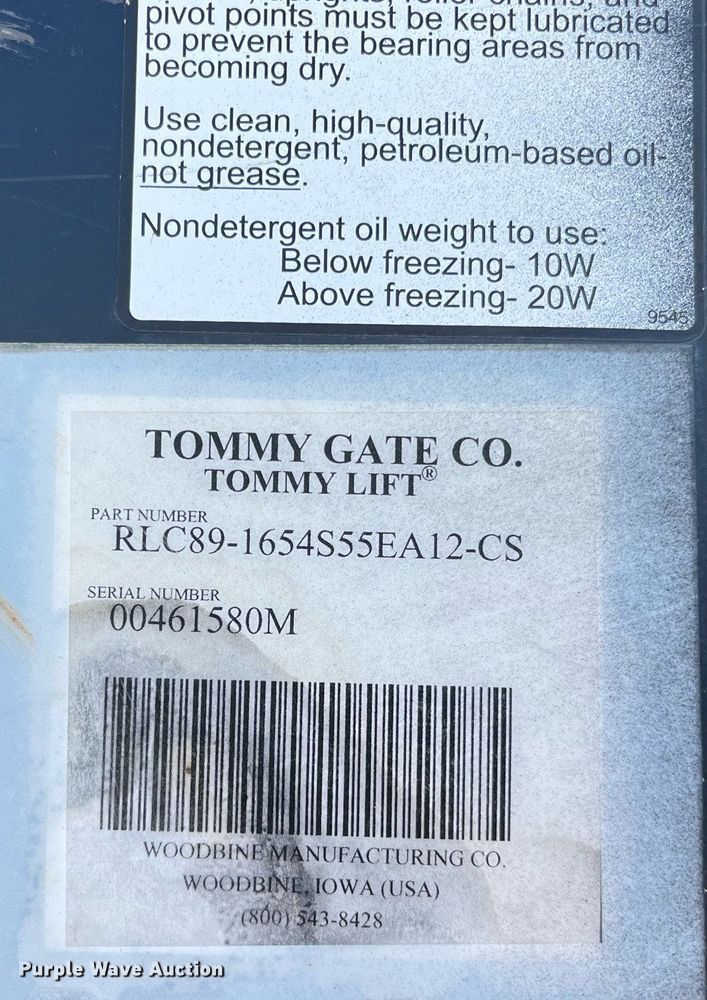 pivot points must be kept lubricated
to prevent the bearing areas from
becoming dry.
Use clean, high-quality,
nondetergent, petroleum-based oil-
not grease.
Nondetergent oil weight to use:
Below freezing- 10W
Above freezing- 20W
9545
TOMMY GATE CO.
TOMMY LIFT®
PART NUMBER
RLC89-1654S55EA12-CS
SERIAL NUMBER
00461580M
WOODBINE MANUFACTURING CO.
WOODBINE, IOWA (USA)
(800) 543-8428
Purple Wave Auction